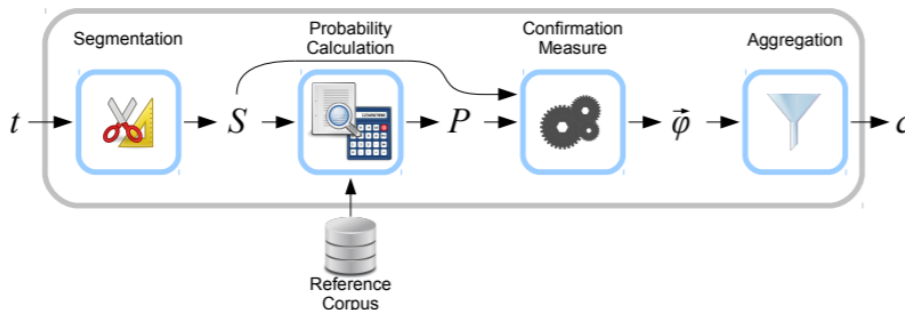 Segmentation
Probability
Calculation
Confirmation
Measure
Aggregation
t
S
P
φ⃗
c
Reference
Corpus